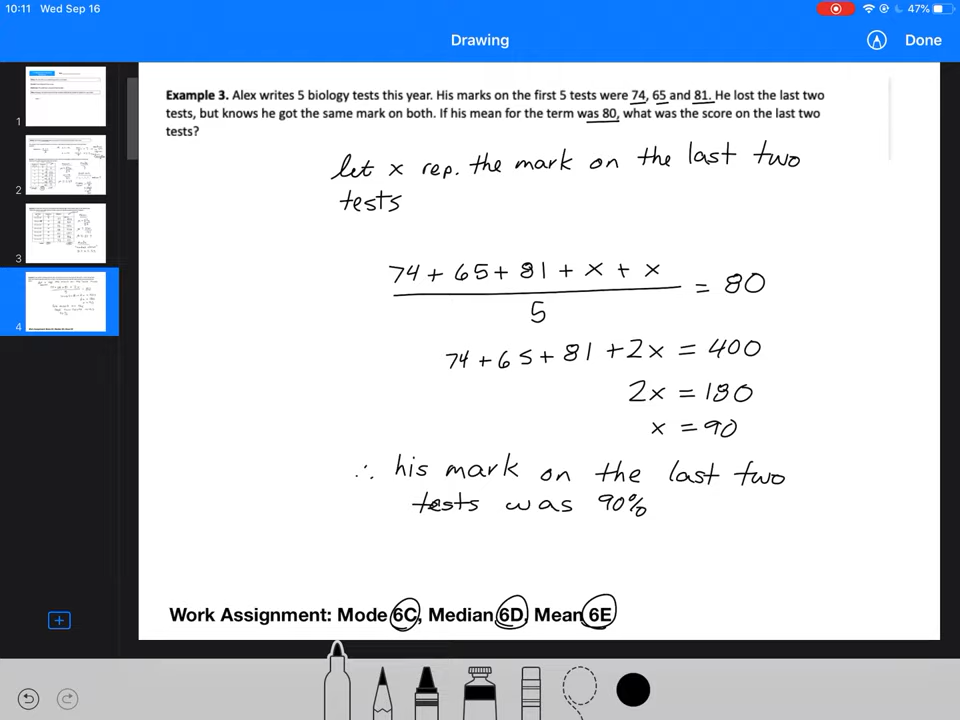 10:11 Wed Sep 16
47%
Drawing
Done
Example 3. Alex writes 5 biology tests this year. His marks on the first 5 tests were 74, 65 and 81. He lost the last two
tests, but knows he got the same mark on both. If his mean for the term was 80, what was the score on the last two
tests?
let x rep. the mark on the last two
tests
74 + 65 + 81 + x + x
5
= 80
74 + 65 + 81 + 2x = 400
2x = 180
x = 90
∴ his mark on the last two
tests was 90%
Work Assignment: Mode 6C, Median 6D, Mean 6E
1
2
3
4